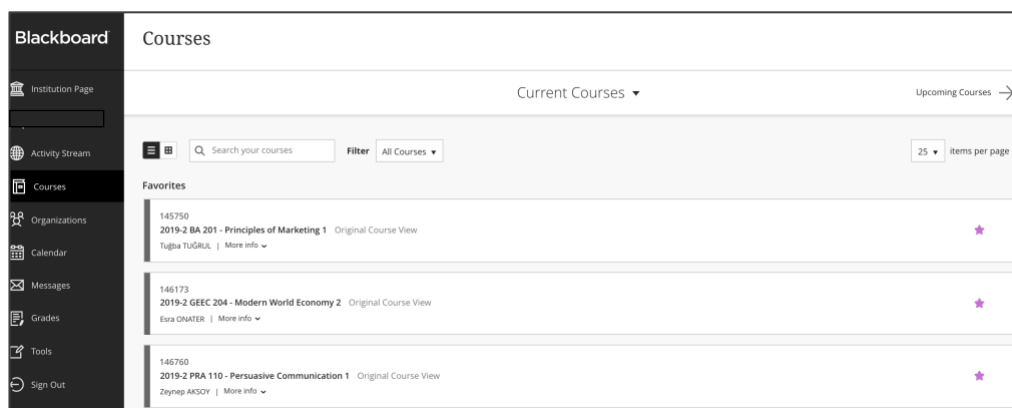 Blackboard
Institution Page
Activity Stream
Courses
Organizations
Calendar
Messages
Grades
Tools
Sign Out
Courses
Current Courses
Upcoming Courses
Search your courses Filter All Courses 25 items per page
Favorites
145750
2019-2 BA 201 - Principles of Marketing 1 Original Course View
Tuğba TUĞRUL | More info
146173
2019-2 GEEC 204 - Modern World Economy 2 Original Course View
Esra ONATER | More info
146760
2019-2 PRA 110 - Persuasive Communication 1 Original Course View
Zeynep AKSOY | More info